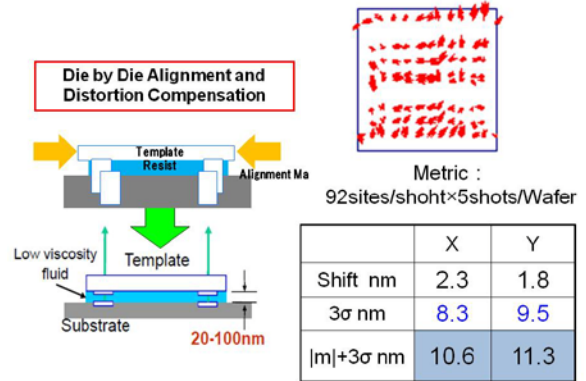 Die by Die Alignment and
Distortion Compensation
Template
Resist
Alignment Ma
Low viscosity
fluid
Template
Substrate
20-100nm
Metric :
92sites/shoht×5shots/Wafer
X Y
Shift nm 2.3 1.8
3σ nm 8.3 9.5
|m|+3σ nm 10.6 11.3